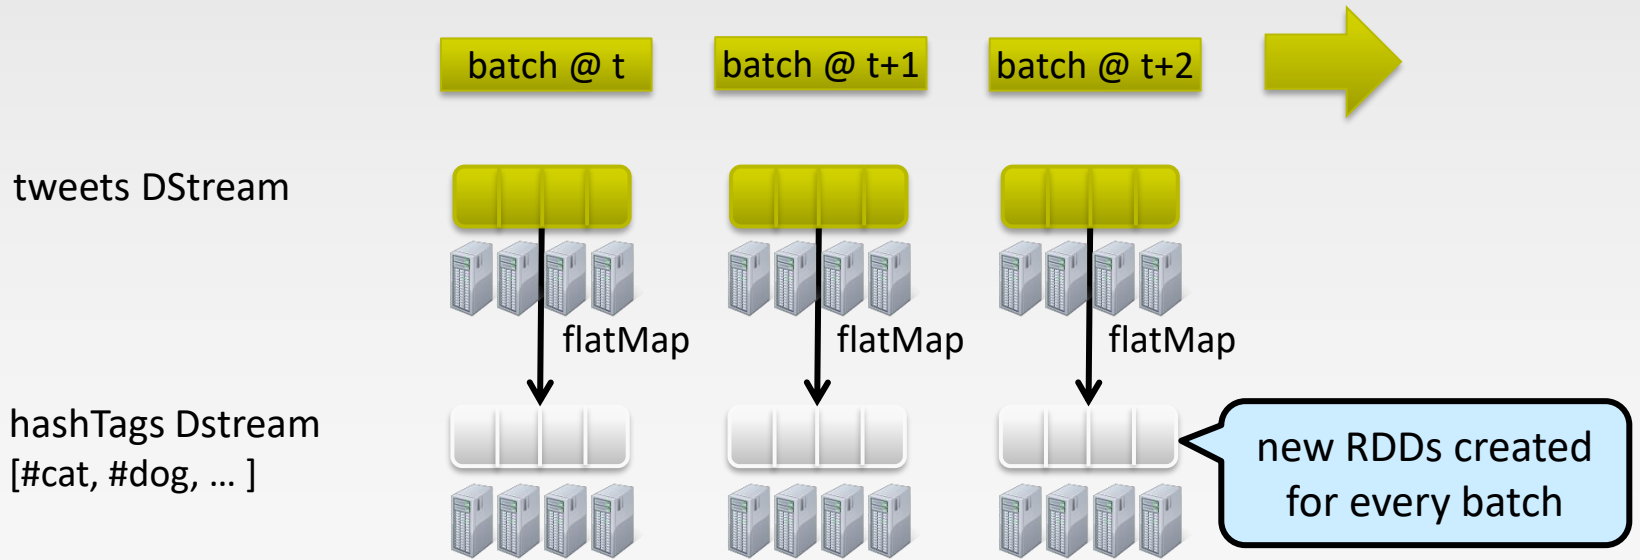 batch @ t
batch @ t+1
batch @ t+2
tweets DStream
flatMap
flatMap
flatMap
hashTags Dstream
[#cat, #dog, … ]
new RDDs created
for every batch